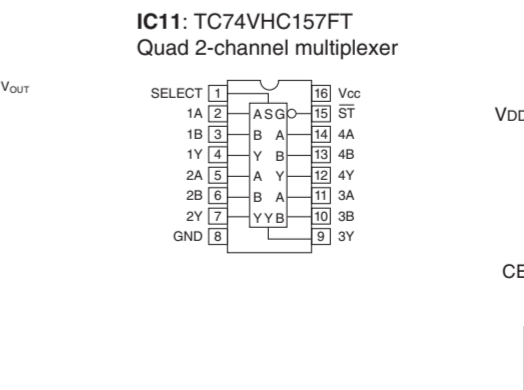 IC11: TC74VHC157FT
Quad 2-channel multiplexer
VOUT
SELECT 1 16 Vcc
1A 2 A S G 15 ST
VDD
1B 3 B A 14 4A
1Y 4 Y B 13 4B
2A 5 A Y 12 4Y
2B 6 B A 11 3A
2Y 7 Y Y B 10 3B
GND 8 9 3Y
CE